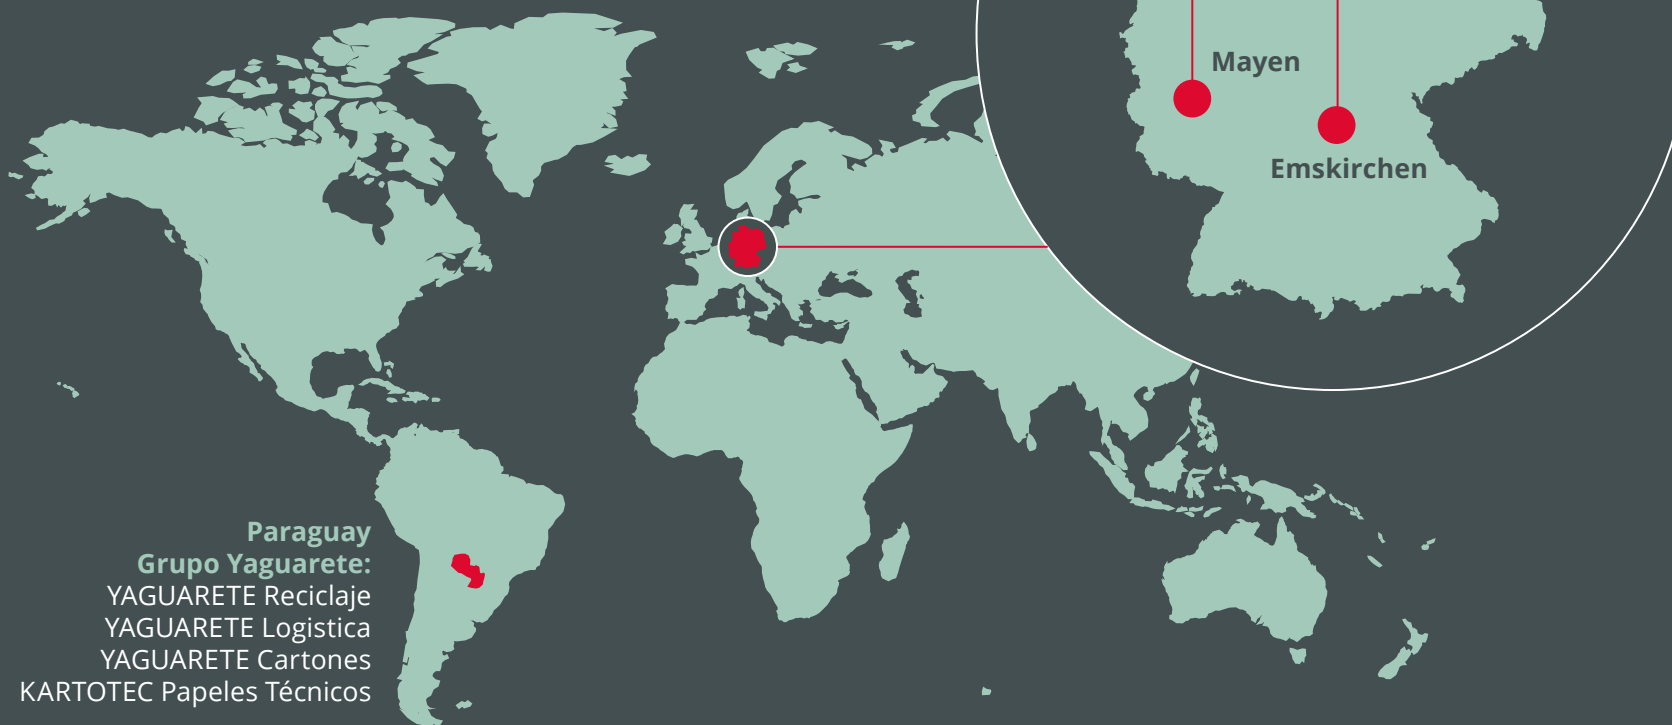 Mayen
Emskirchen
Paraguay
Grupo Yaguarete:
YAGUARETE Reciclaje
YAGUARETE Logistica
YAGUARETE Cartones
KARTOTEC Papeles Técnicos